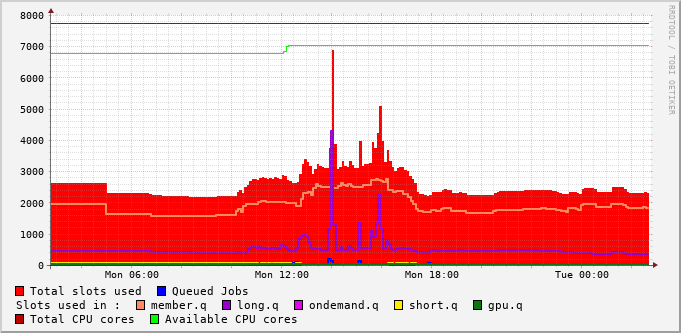 8000
7000
6000
5000
4000
3000
2000
1000
0
Mon 06:00 Mon 12:00 Mon 18:00 Tue 00:00
RRDTOOL / TOBI OETIKER
Total slots used Queued Jobs
Slots used in : member.q long.q ondemand.q short.q gpu.q
Total CPU cores Available CPU cores